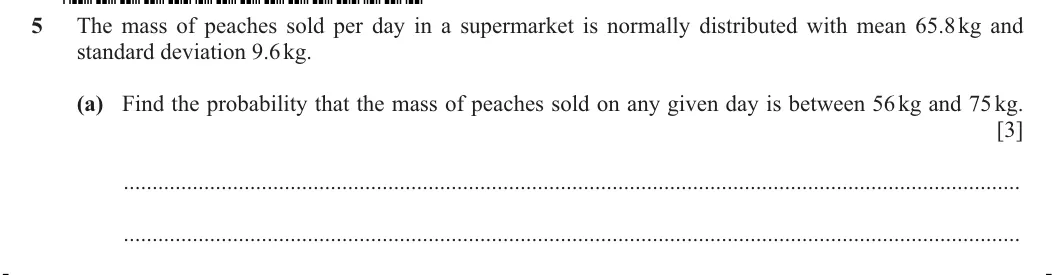 5 The mass of peaches sold per day in a supermarket is normally distributed with mean 65.8 kg and
standard deviation 9.6 kg.
(a) Find the probability that the mass of peaches sold on any given day is between 56 kg and 75 kg.
[3]